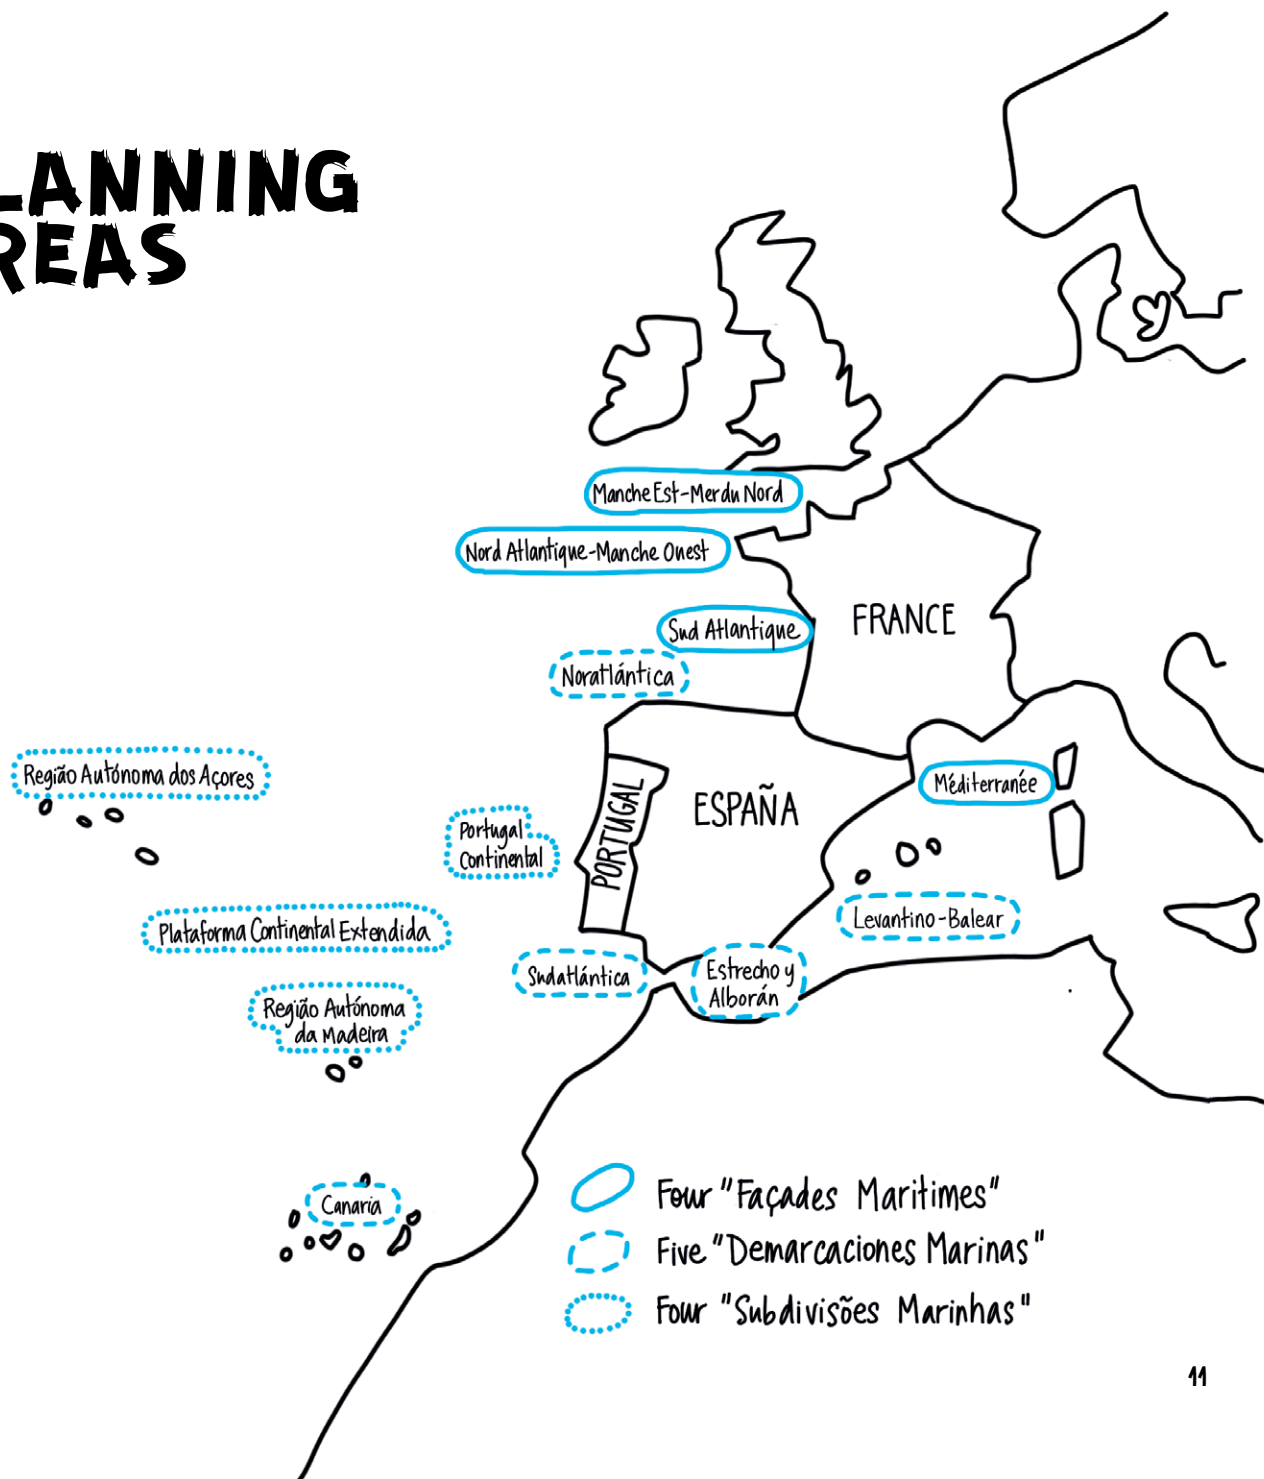 LANNING
REAS
Manche Est-Mer du Nord
Nord Atlantique-Manche Ouest
Sud Atlantique
FRANCE
Noratlántica
Região Autónoma dos Açores
Méditerranée
ESPAÑA
PORTUGAL
Portugal
Continental
Levantino-Balear
Plataforma Continental Extendida
Sudatlántica
Estrecho y
Alborán
Região Autónoma
da Madeira
Canaria
Four "Façades Maritimes"
Five "Demarcaciones Marinas"
Four "Subdivisões Marinhas"
11